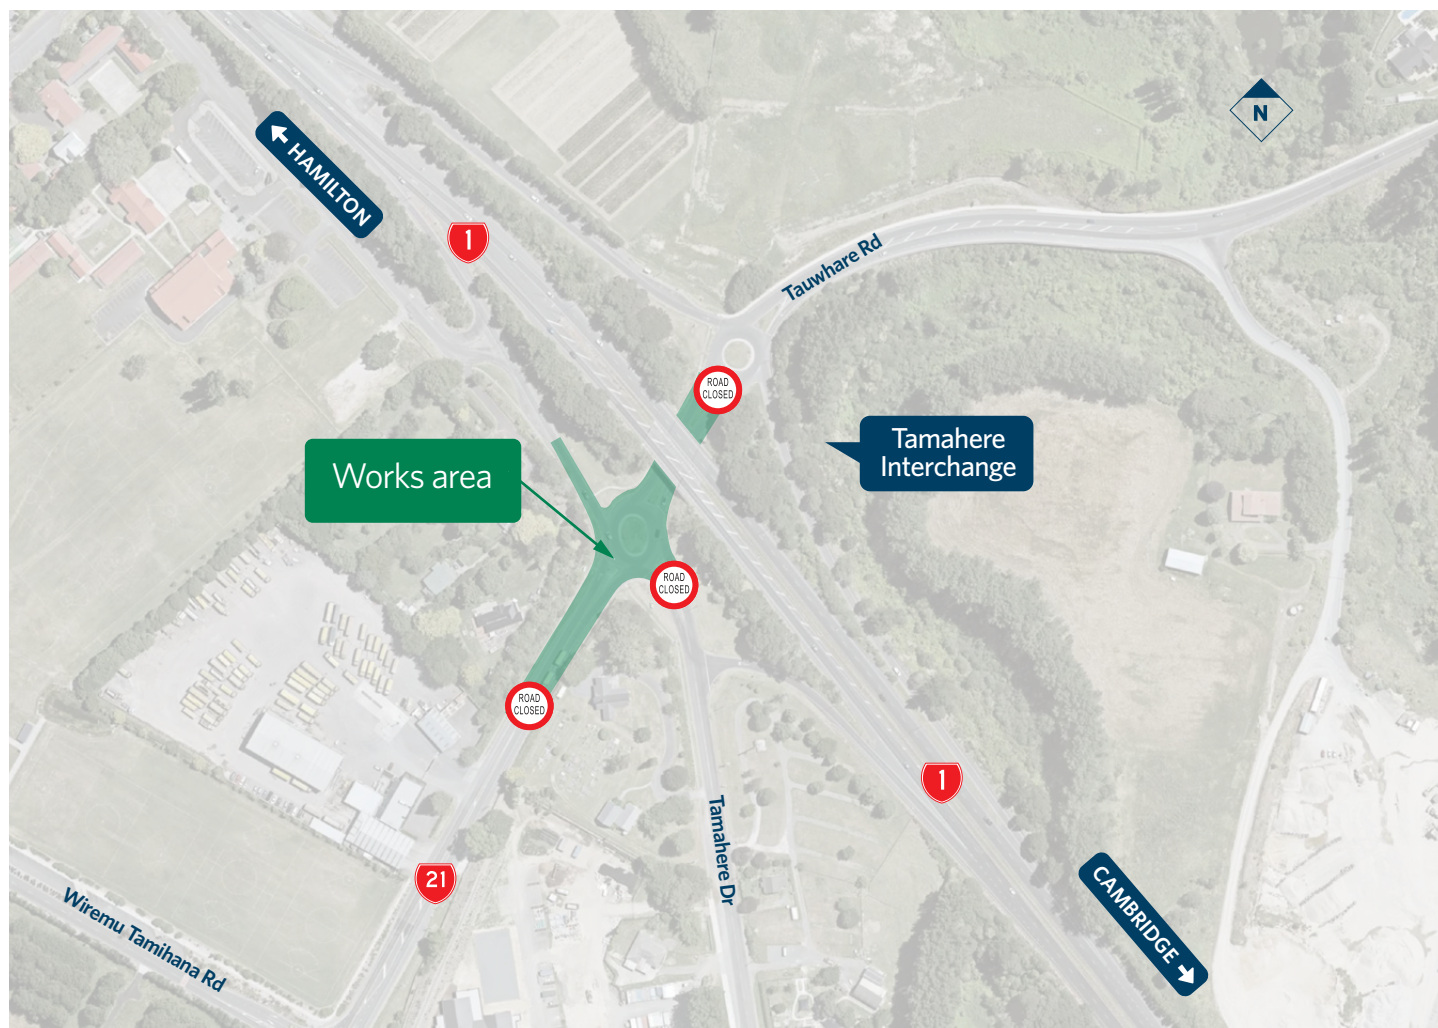 N
HAMILTON
1
Tauwhare Rd
ROAD
CLOSED
Tamahere
Interchange
Works area
ROAD
CLOSED
ROAD
CLOSED
1
Tamahere Dr
21
CAMBRIDGE
Wiremu Tamihana Rd